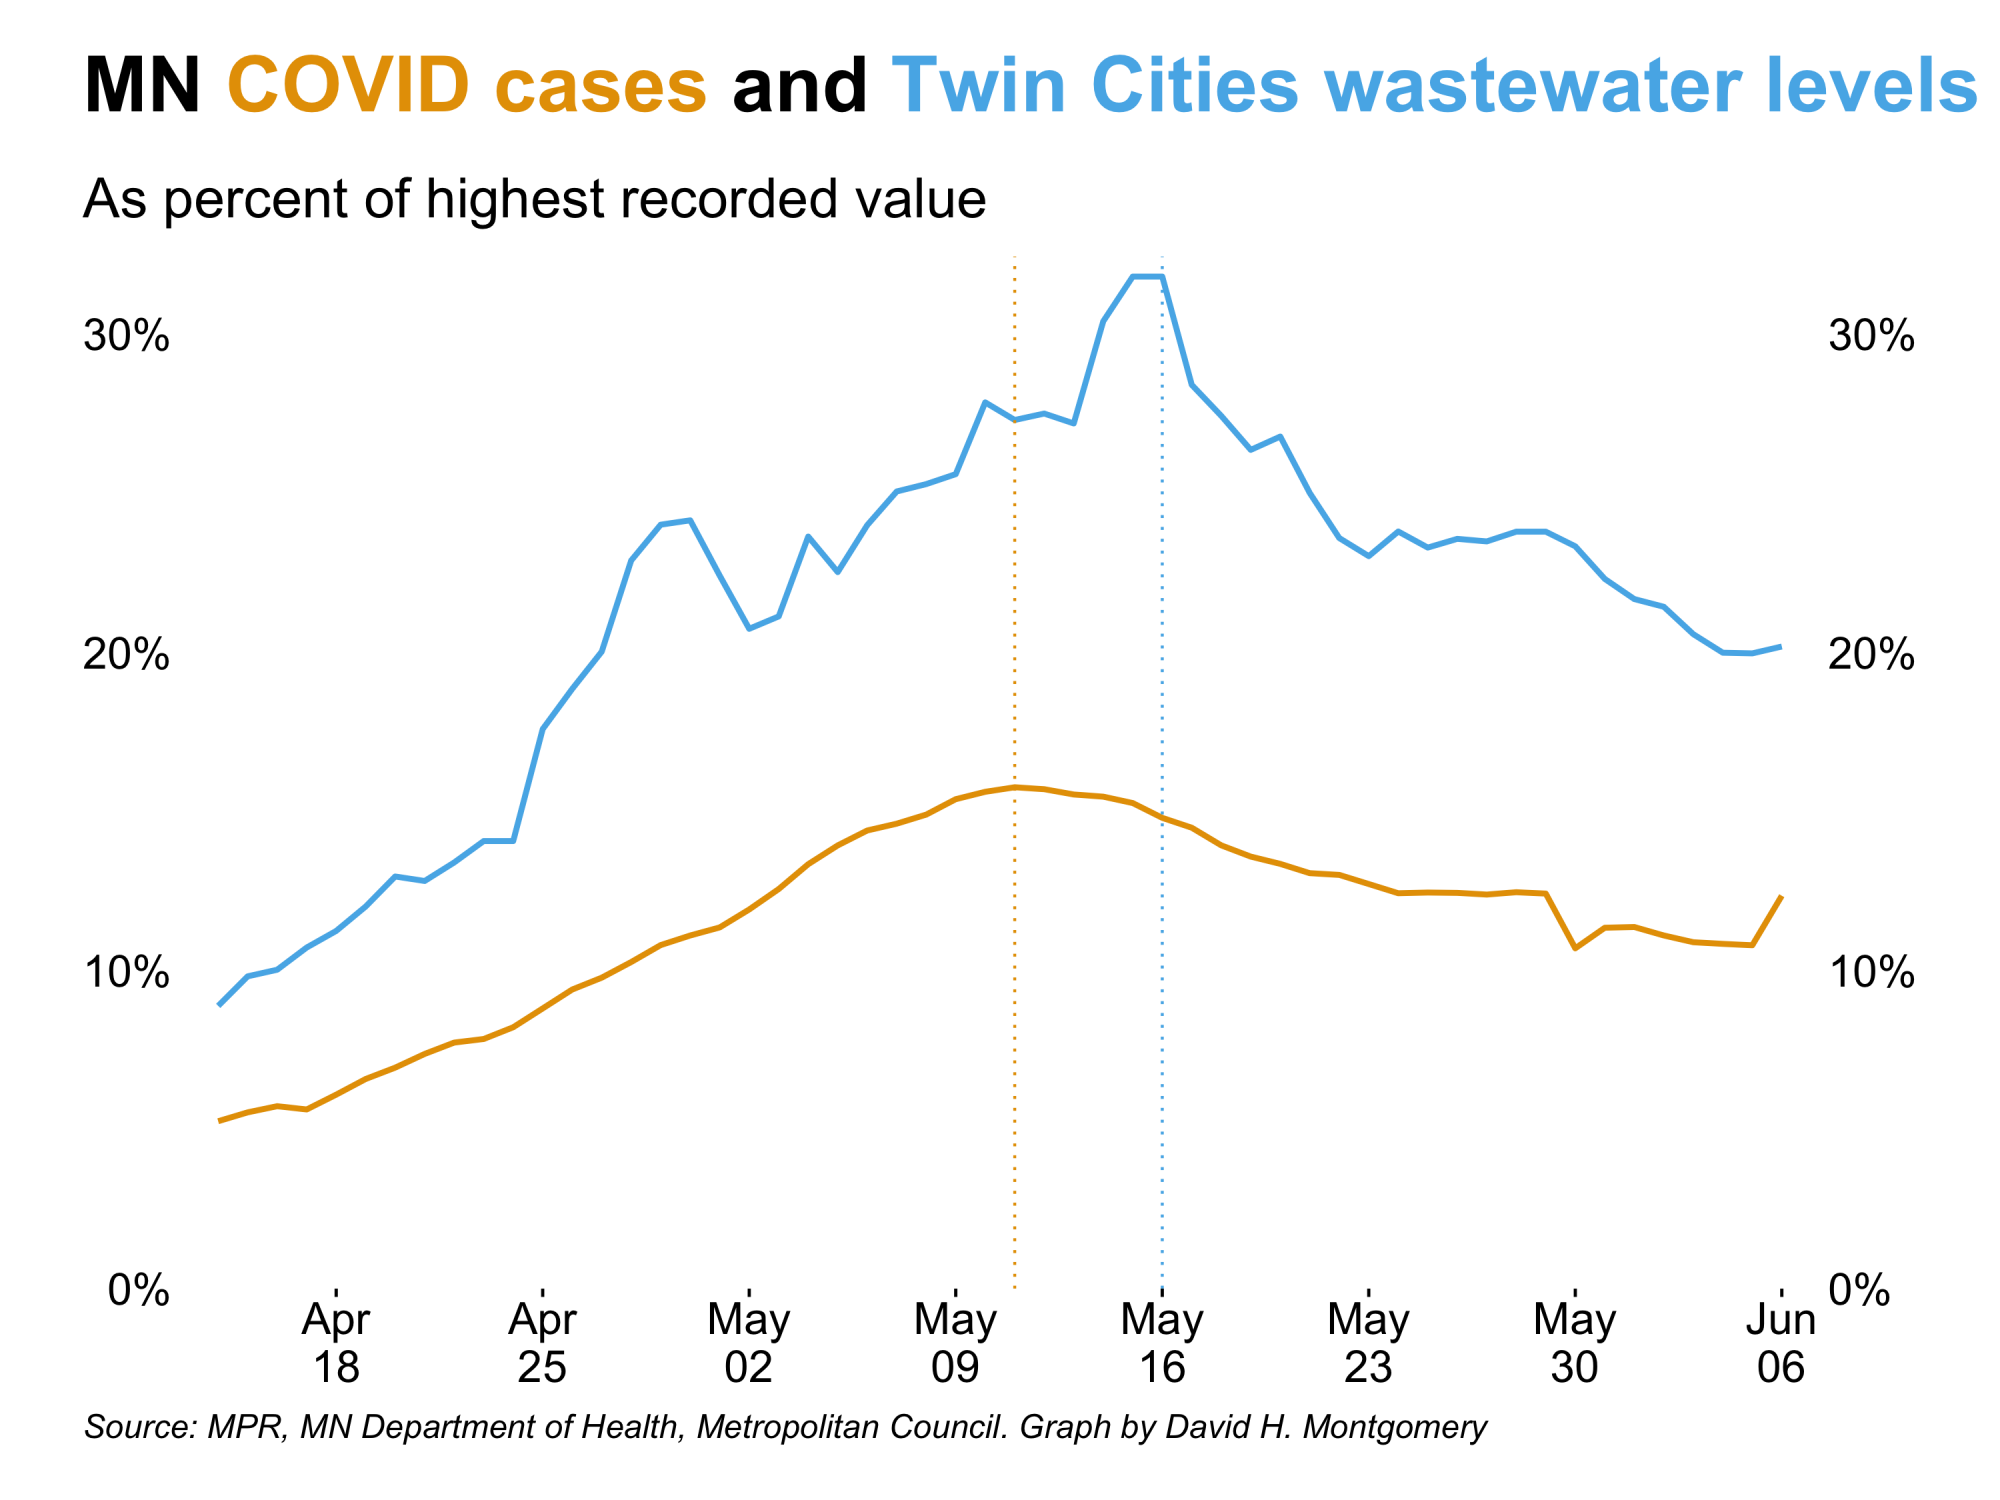 MN COVID cases and Twin Cities wastewater levels
As percent of highest recorded value
30% 30%
20% 20%
10% 10%
0% 0%
Apr Apr May May May May May Jun
18 25 02 09 16 23 30 06
Source: MPR, MN Department of Health, Metropolitan Council. Graph by David H. Montgomery